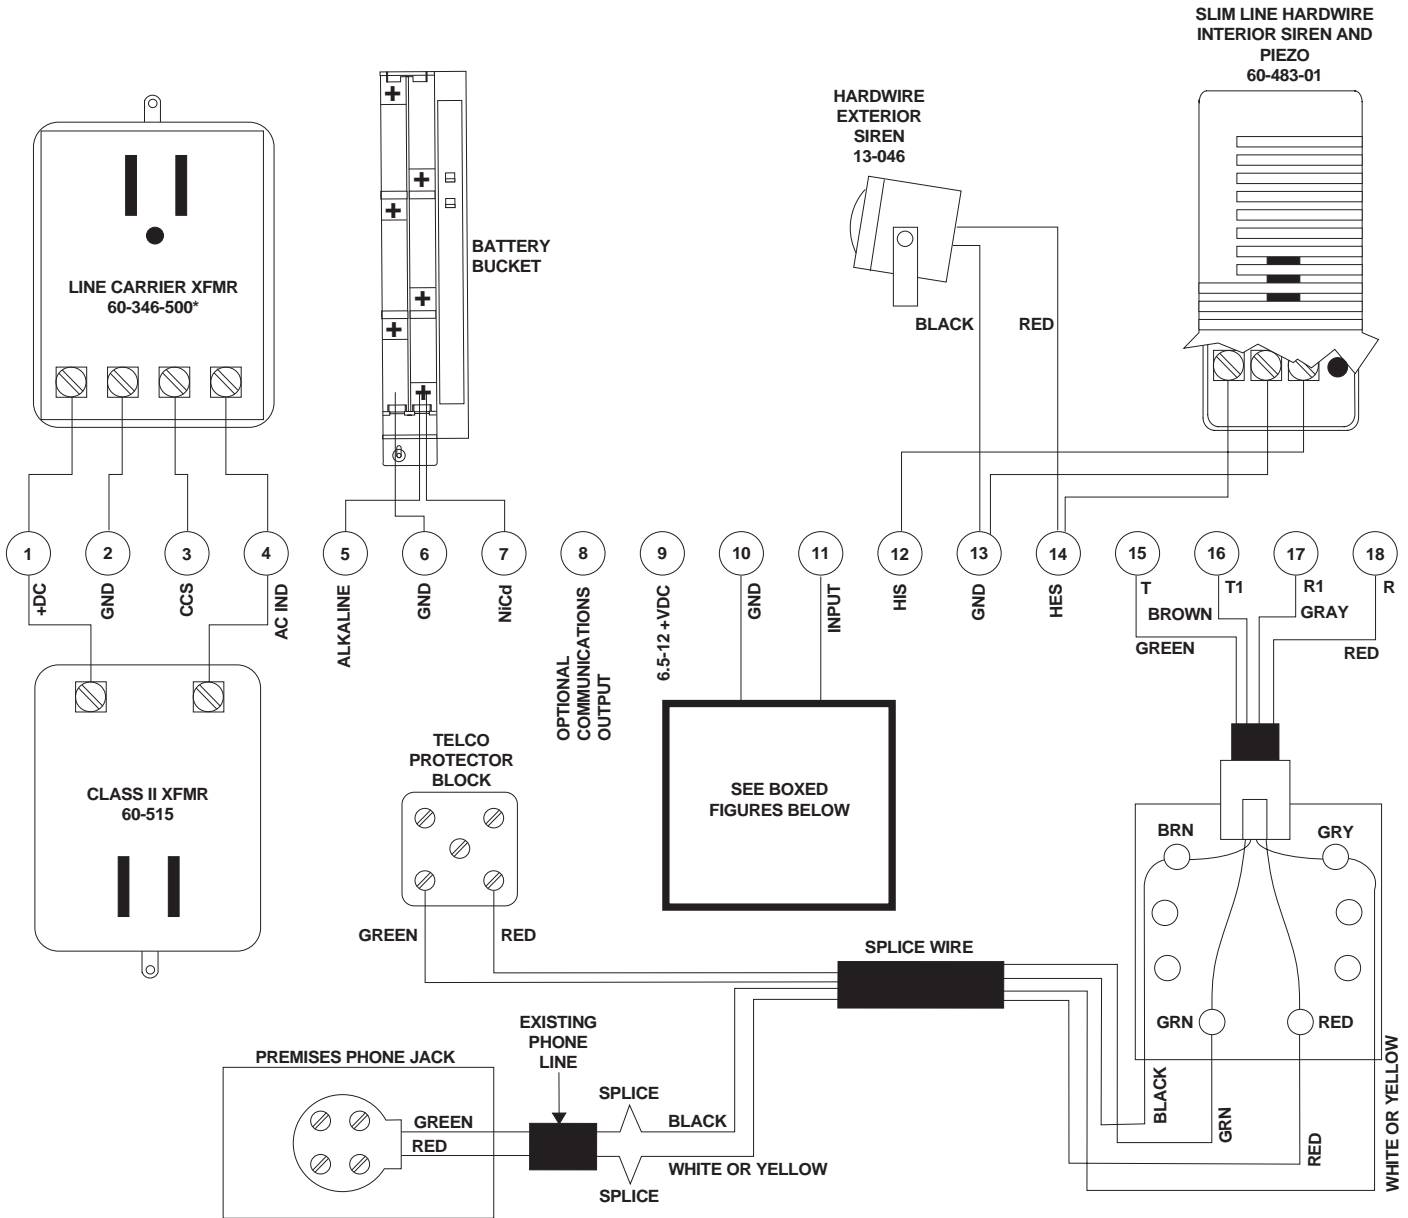 SLIM LINE HARDWIRE
INTERIOR SIREN AND
PIEZO
60-483-01
HARDWIRE
EXTERIOR
SIREN
13-046
+
+
+
+
+
+
BATTERY
BUCKET
LINE CARRIER XFMR
60-346-500*
BLACK
RED
1
2
3
4
5
6
7
8
9
10
11
12
13
14
15
16
17
18
+DC
GND
CCS
AC IND
ALKALINE
GND
NiCd
OPTIONAL
COMMUNICATIONS
OUTPUT
6.5-12 +VDC
GND
INPUT
HIS
GND
HES
T
T1
R1
R
BROWN
GRAY
GREEN
RED
CLASS II XFMR
60-515
TELCO
PROTECTOR
BLOCK
SEE BOXED
FIGURES BELOW
BRN
GRY
GREEN
RED
SPLICE WIRE
GRN
RED
EXISTING
PHONE
LINE
PREMISES PHONE JACK
SPLICE
GREEN
BLACK
RED
WHITE OR YELLOW
SPLICE
BLACK
GRN
RED
WHITE OR YELLOW